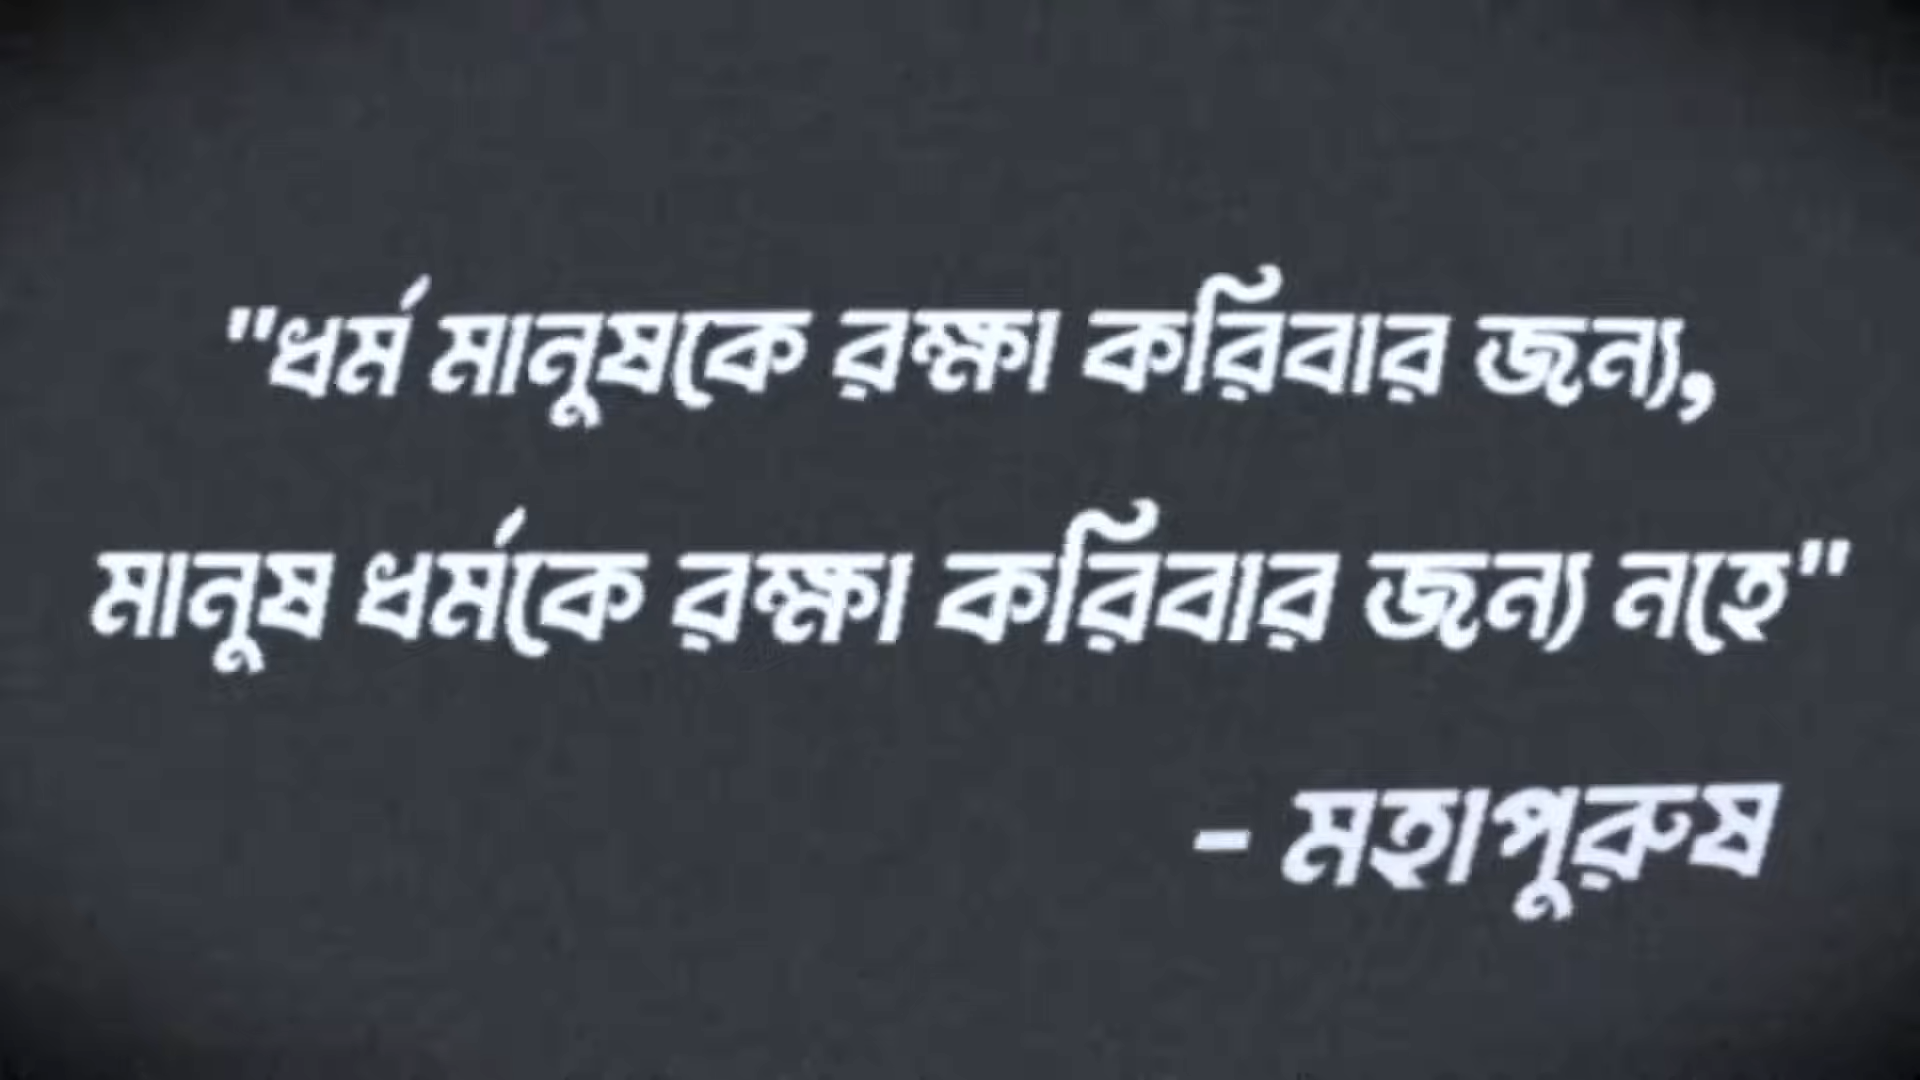 "ধর্ম মানুষকে রক্ষা করিবার জন্য,
মানুষ ধর্মকে রক্ষা করিবার জন্য নহে"
- মহাপুরুষ